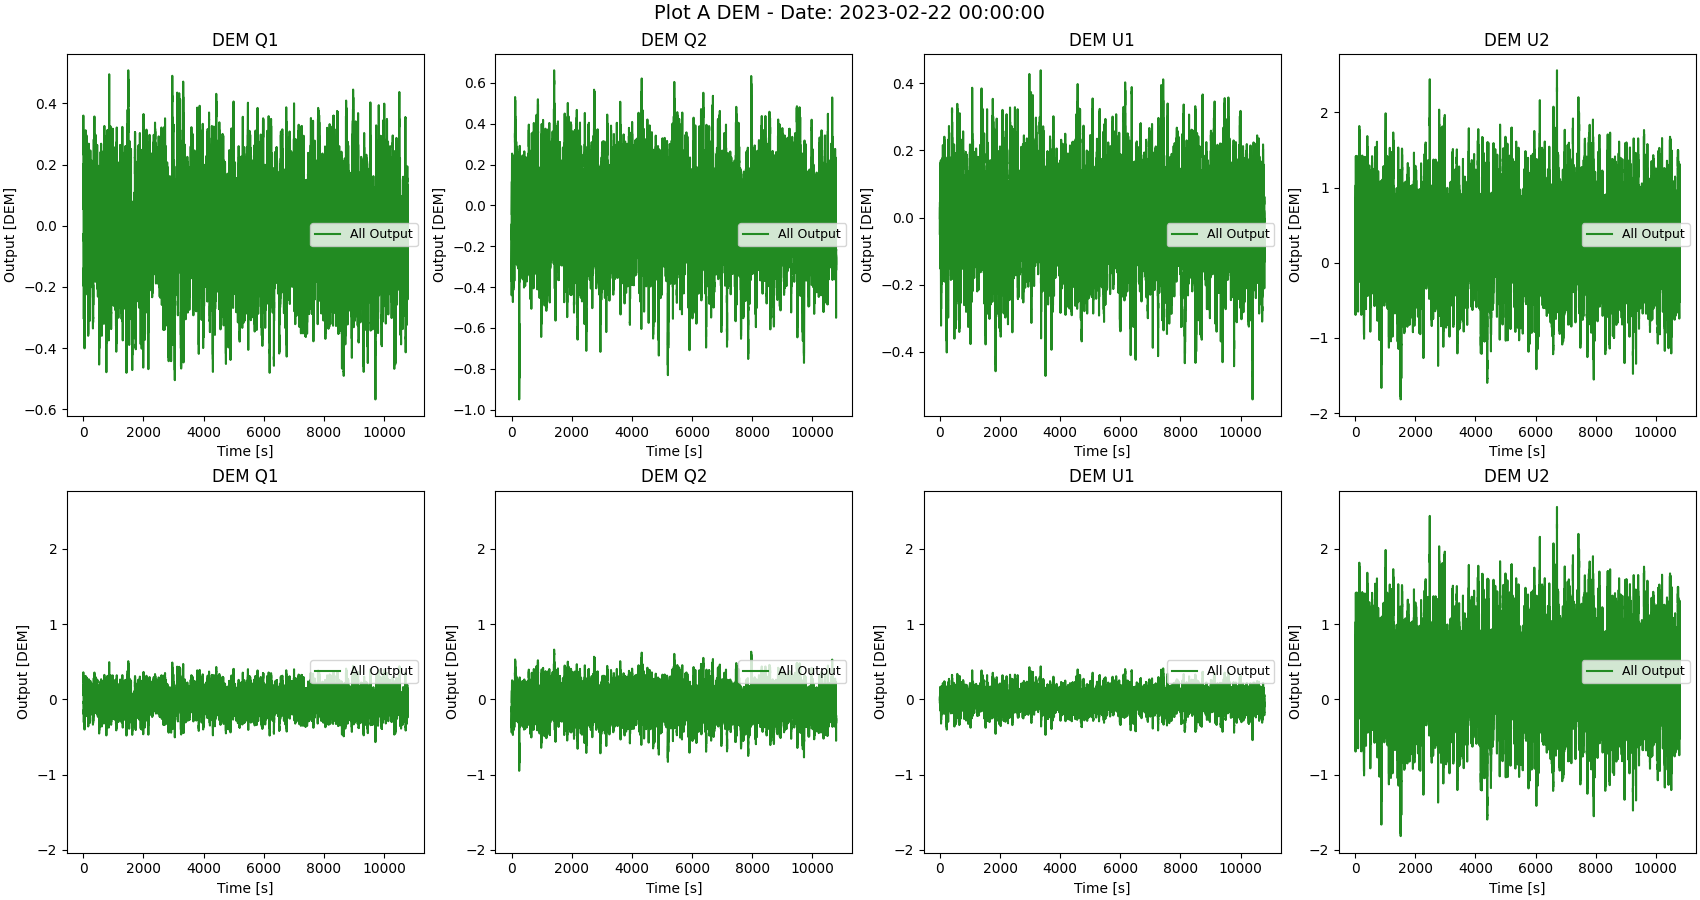 Plot A DEM - Date: 2023-02-22 00:00:00
DEM Q1
DEM Q2
DEM U1
DEM U2
Output [DEM]
0.4
0.2
0.0
−0.2
−0.4
−0.6
All Output
0 2000 4000 6000 8000 10000
Time [s]
Output [DEM]
0.6
0.4
0.2
0.0
−0.2
−0.4
−0.6
−0.8
−1.0
All Output
0 2000 4000 6000 8000 10000
Time [s]
Output [DEM]
0.4
0.2
0.0
−0.2
−0.4
All Output
0 2000 4000 6000 8000 10000
Time [s]
Output [DEM]
2
1
0
−1
−2
All Output
0 2000 4000 6000 8000 10000
Time [s]
DEM Q1
DEM Q2
DEM U1
DEM U2
Output [DEM]
2
1
0
−1
−2
All Output
0 2000 4000 6000 8000 10000
Time [s]
Output [DEM]
2
1
0
−1
−2
All Output
0 2000 4000 6000 8000 10000
Time [s]
Output [DEM]
2
1
0
−1
−2
All Output
0 2000 4000 6000 8000 10000
Time [s]
Output [DEM]
2
1
0
−1
−2
All Output
0 2000 4000 6000 8000 10000
Time [s]